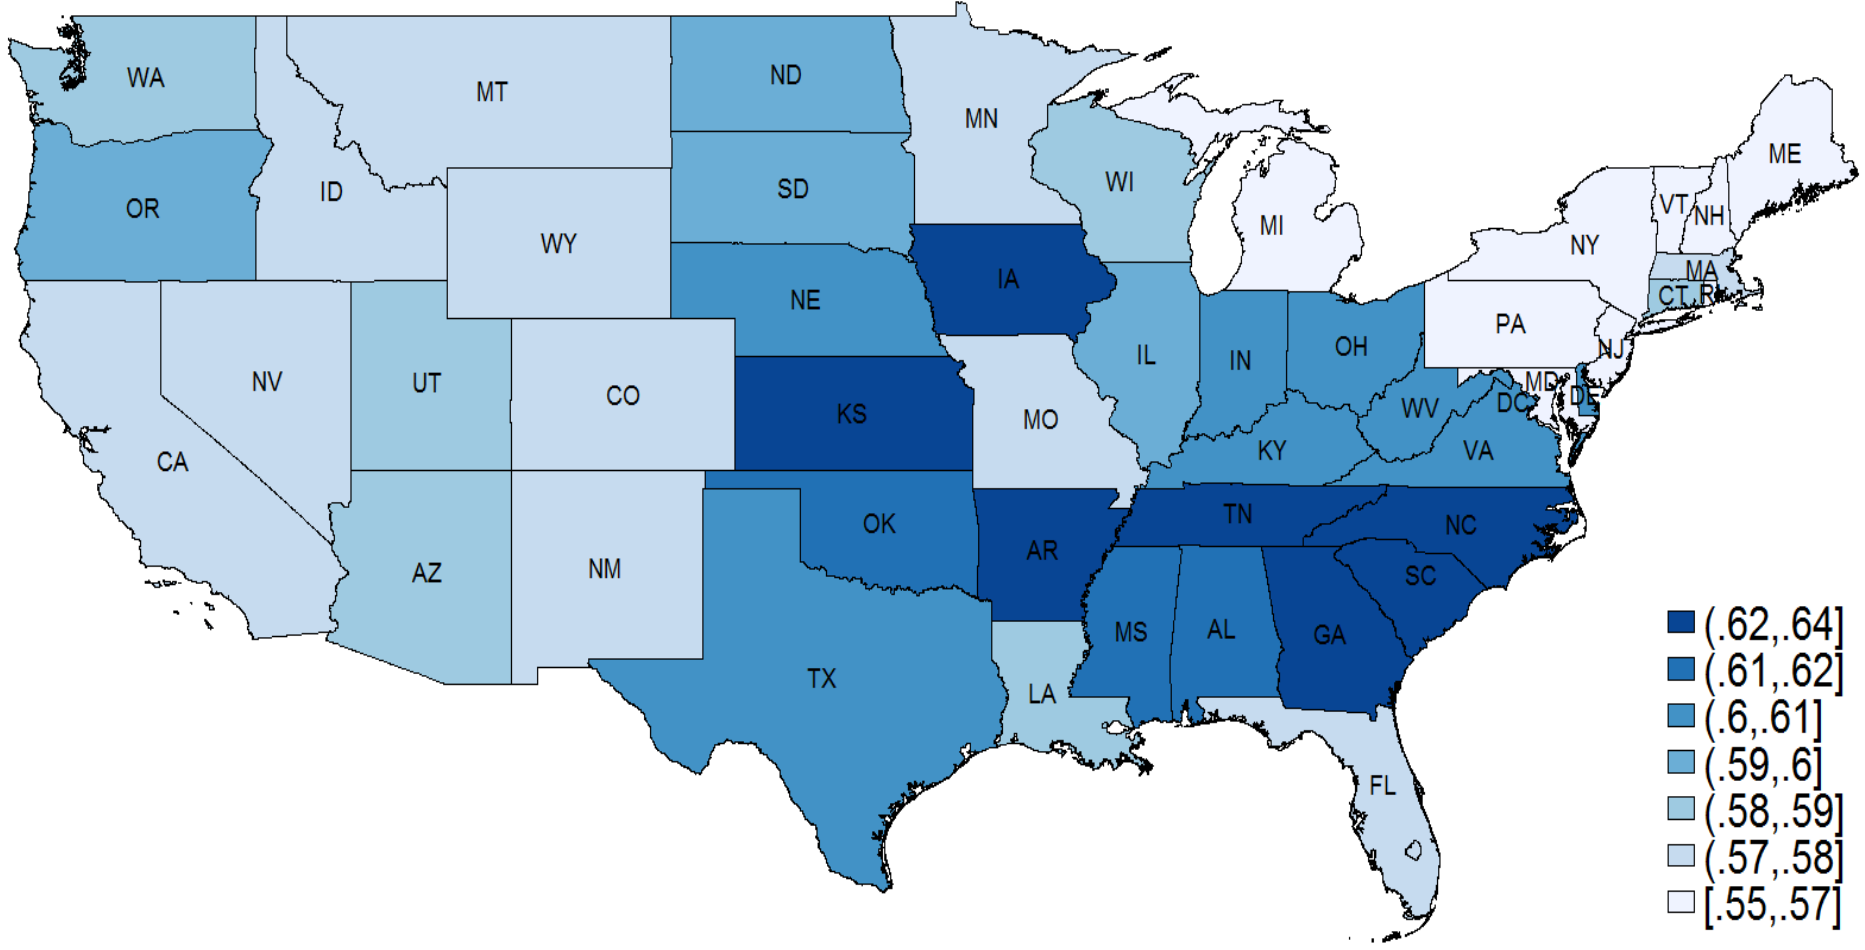 WA
MT
ND
MN
ME
OR
ID
SD
WI
VT
NH
MI
WY
NY
IA
MA
NE
CT
R
PA
IL
IN
OH
NJ
NV
UT
CO
MD
DE
KS
MO
WV
DC
CA
KY
VA
OK
TN
NC
AR
AZ
NM
SC
MS
AL
GA
TX
LA
FL
(.62,.64]
(.61,.62]
(.6,.61]
(.59,.6]
(.58,.59]
(.57,.58]
[.55,.57]